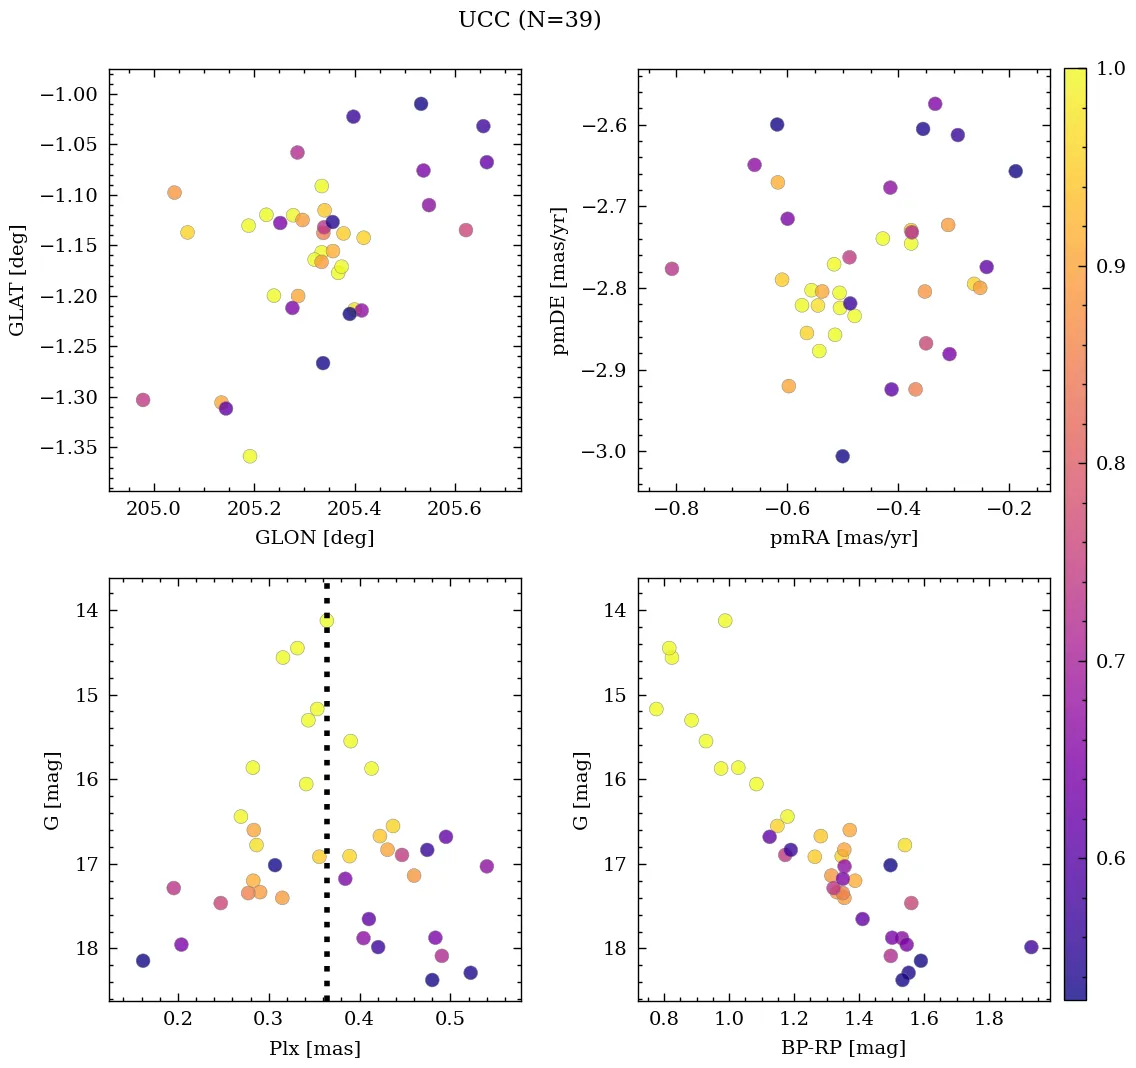 UCC (N=39)
−1.00
−1.05
−1.10
−1.15
−1.20
−1.25
−1.30
−1.35
GLAT [deg]
205.0 205.2 205.4 205.6
GLON [deg]
−2.6
−2.7
−2.8
−2.9
−3.0
pmDE [mas/yr]
−0.8 −0.6 −0.4 −0.2
pmRA [mas/yr]
14
15
16
17
18
G [mag]
0.2 0.3 0.4 0.5
Plx [mas]
14
15
16
17
18
G [mag]
0.8 1.0 1.2 1.4 1.6 1.8
BP-RP [mag]
1.0
0.9
0.8
0.7
0.6